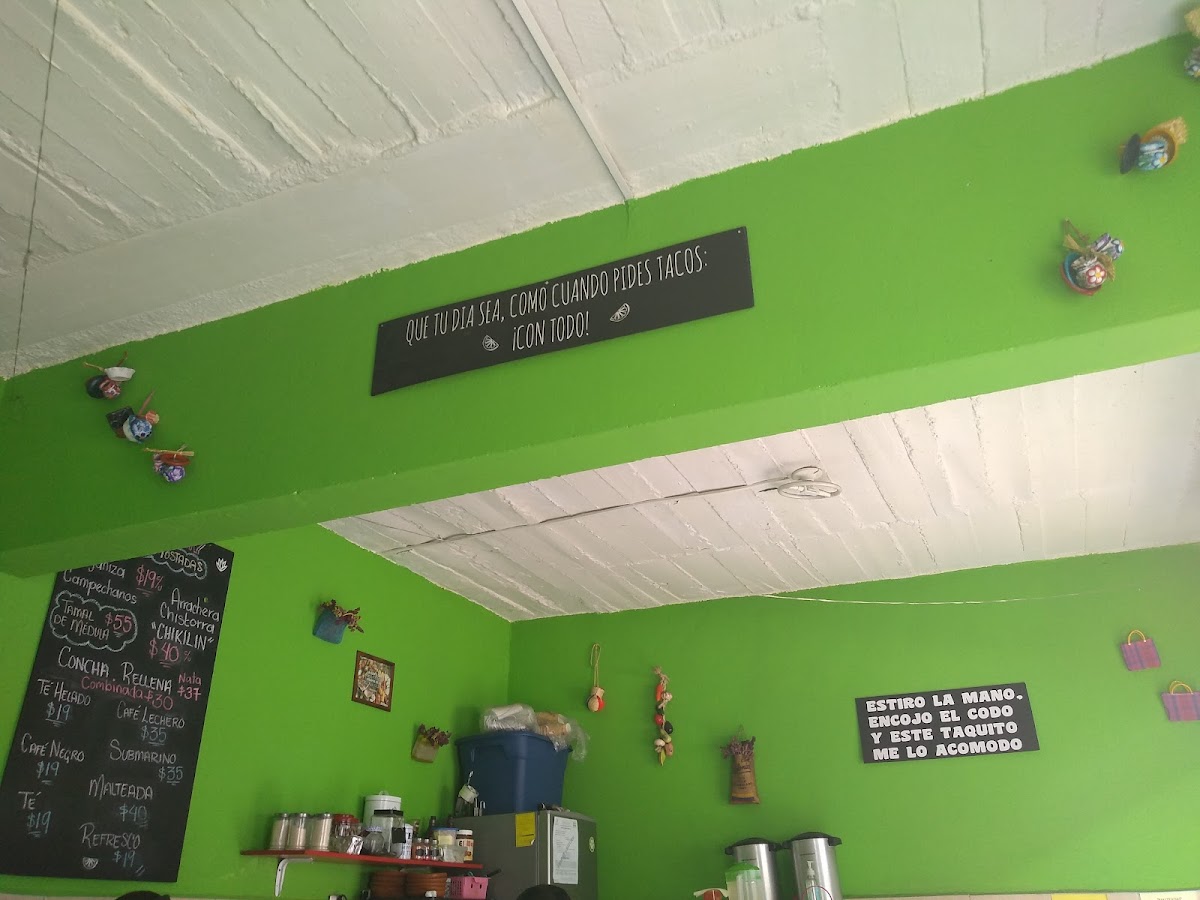 QUE TU DIA SEA, COMO CUANDO PIDES TACOS:
¡CON TODO!
TOSTADAS
$19
Campechanos
TAMAL
DE MEDULA
$55
Arrachera
Chistorra
"CHIKILIN"
$40
CONCHA RELLENA
Combinada $30
Nata
$37
TÉ HELADO
$19
CAFÉ LECHERO
$35
CAFÉ NEGRO
$19
SUBMARINO
$35
TÉ
$19
MALTEADA
$40
REFRESCO
$19
ESTIRO LA MANO.
ENCOJO EL CODO
Y ESTE TAQUITO
ME LO ACOMODO